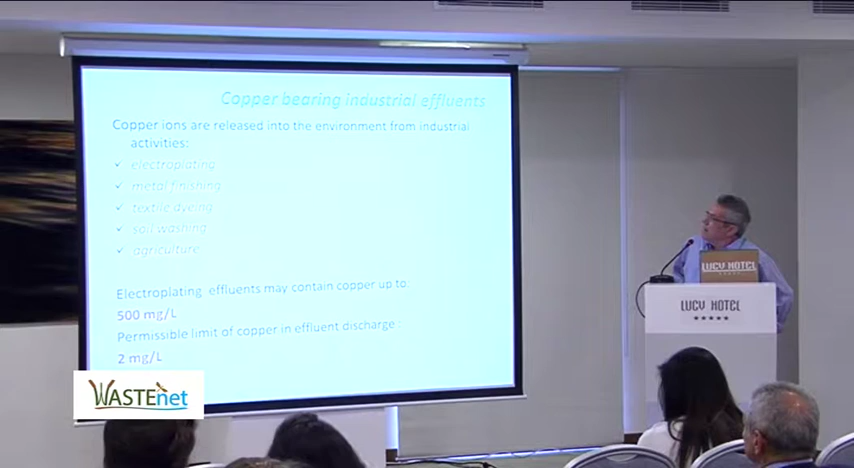 Copper bearing industrial effluents
Copper ions are released into the environment from industrial
activities:
✓ electroplating
✓ metal finishing
✓ textile dyeing
✓ soil washing
✓ agriculture
Electroplating effluents may contain copper up to:
500 mg/L
Permissible limit of copper in effluent discharge :
2 mg/L
LUCY HOTEL
LUCY HOTEL
★★★★★
WASTEnet